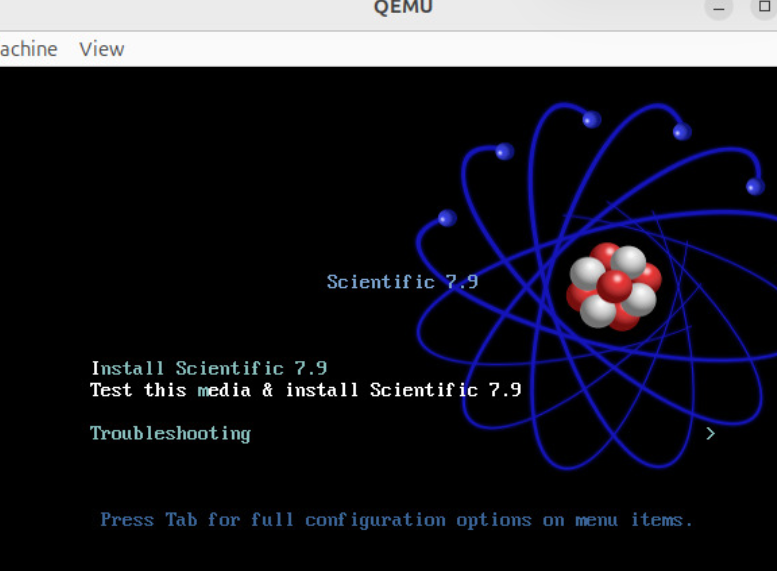 QEMU
achine View
Scientific 7.9
Install Scientific 7.9
Test this media & install Scientific 7.9
Troubleshooting >
Press Tab for full configuration options on menu items.